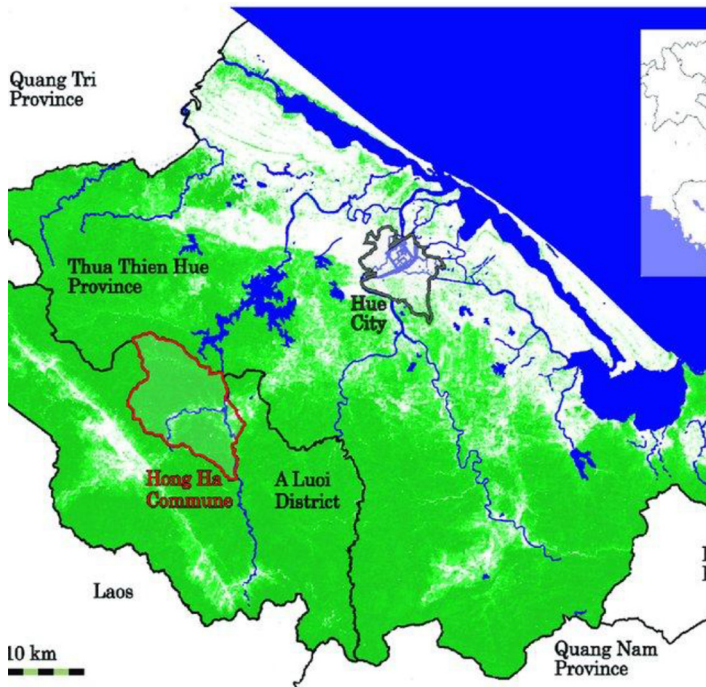 Quang Tri
Province
Thua Thien Hue
Province
Hue
City
Hong Ha
Commune
A Luoi
District
Laos
10 km
Quang Nam
Province